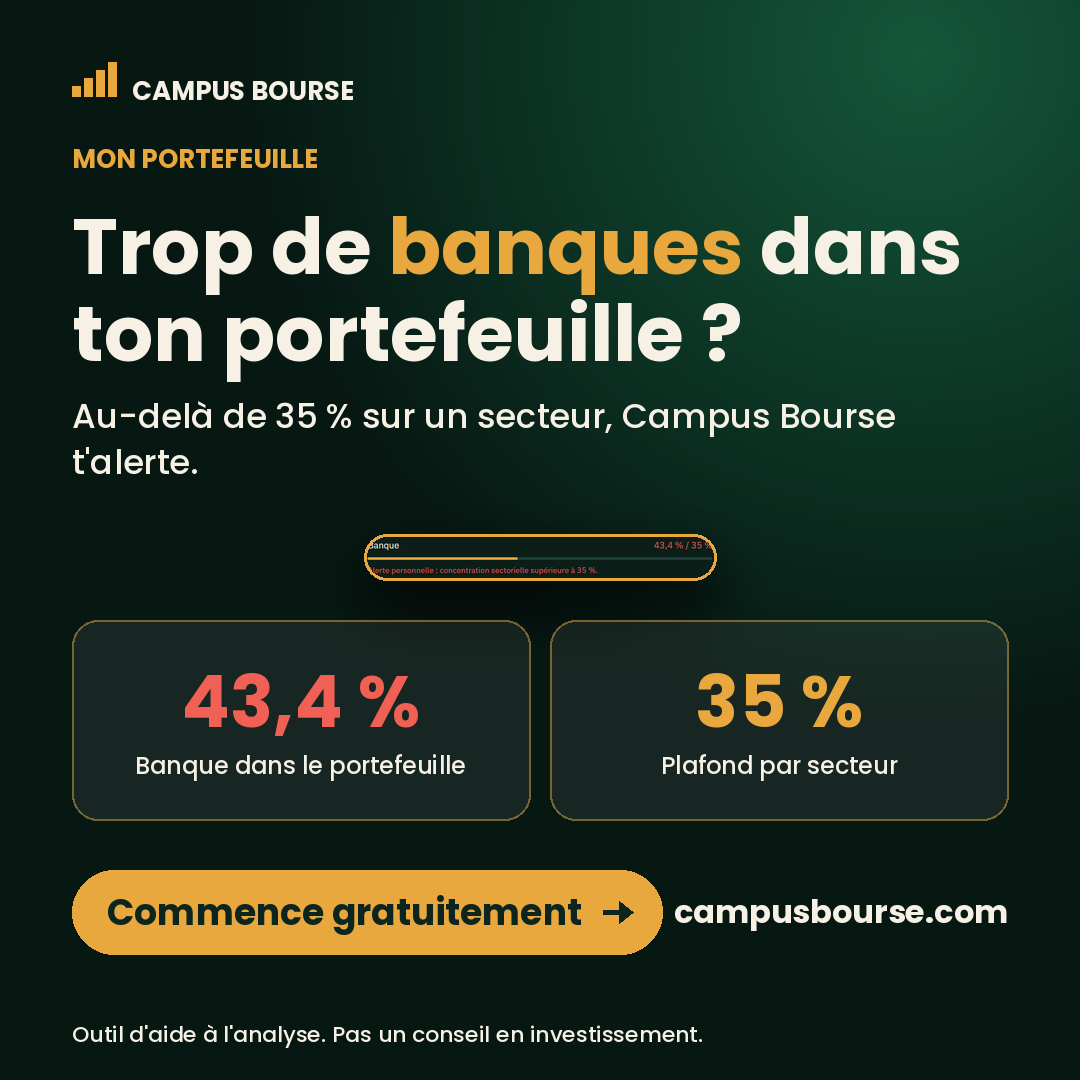 CAMPUS BOURSE
MON PORTEFEUILLE
Trop de banques dans
ton portefeuille ?
Au-delà de 35 % sur un secteur, Campus Bourse
t'alerte.
Banque 43,4 % / 35 %
Alerte personnelle : concentration sectorielle supérieure à 35 %.
43,4 %
Banque dans le portefeuille
35 %
Plafond par secteur
Commence gratuitement →
campusbourse.com
Outil d'aide à l'analyse. Pas un conseil en investissement.